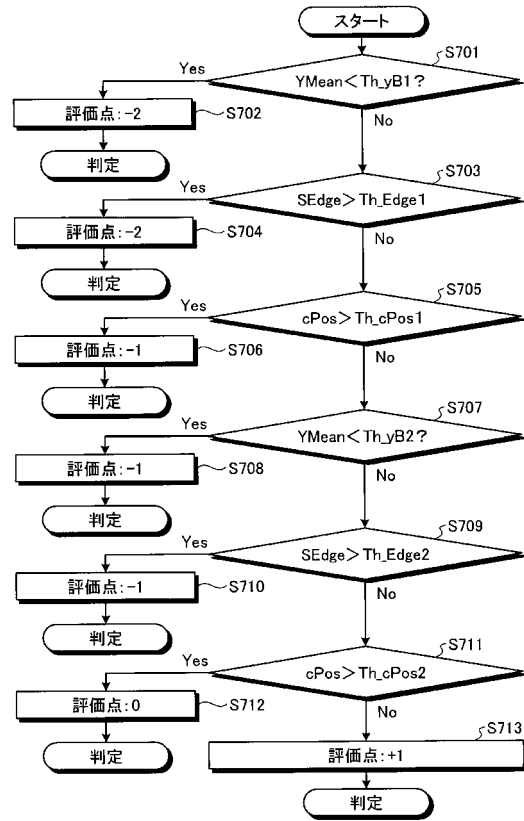 スタート
S701
YMean<Th_yB1?
Yes
No
評価点:-2
S702
判定
S703
SEdge>Th_Edge1
Yes
No
評価点:-2
S704
判定
S705
cPos>Th_cPos1
Yes
No
評価点:-1
S706
判定
S707
YMean<Th_yB2?
Yes
No
評価点:-1
S708
判定
S709
SEdge>Th_Edge2
Yes
No
評価点:-1
S710
判定
S711
cPos>Th_cPos2
Yes
No
評価点:0
S712
判定
S713
評価点:+1
判定